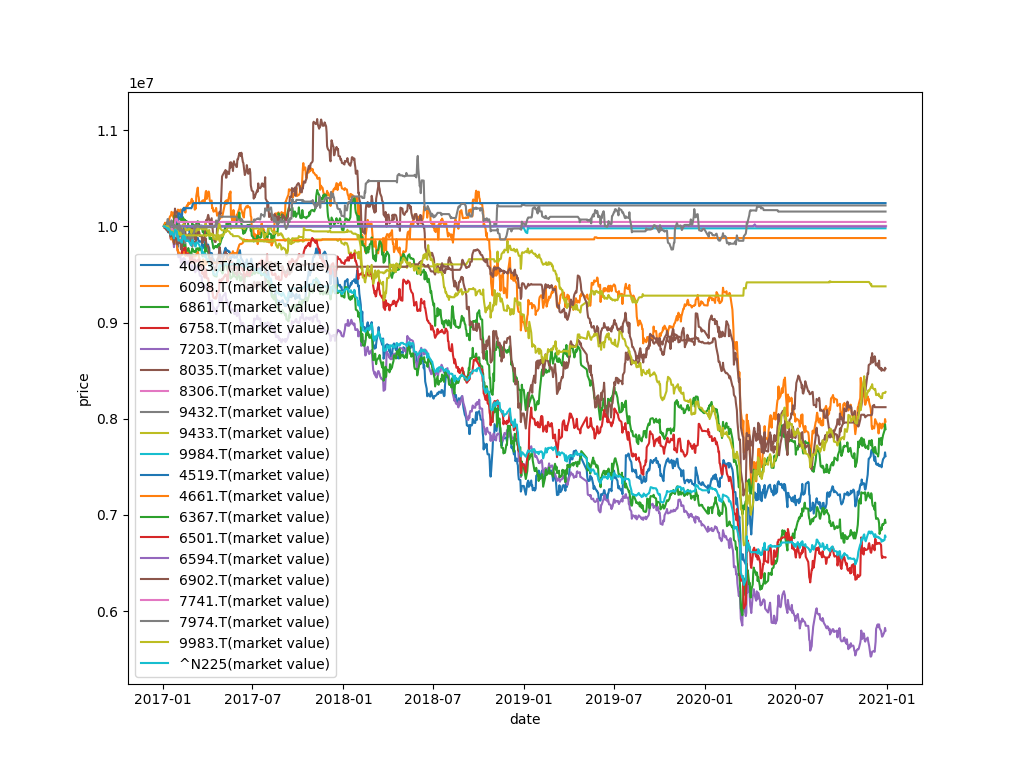 1e7
1.1
1.0
0.9
0.8
0.7
0.6
price
4063.T(market value)
6098.T(market value)
6861.T(market value)
6758.T(market value)
7203.T(market value)
8035.T(market value)
8306.T(market value)
9432.T(market value)
9433.T(market value)
9984.T(market value)
4519.T(market value)
4661.T(market value)
6367.T(market value)
6501.T(market value)
6594.T(market value)
6902.T(market value)
7741.T(market value)
7974.T(market value)
9983.T(market value)
^N225(market value)
2017-01 2017-07 2018-01 2018-07 2019-01 2019-07 2020-01 2020-07 2021-01
date